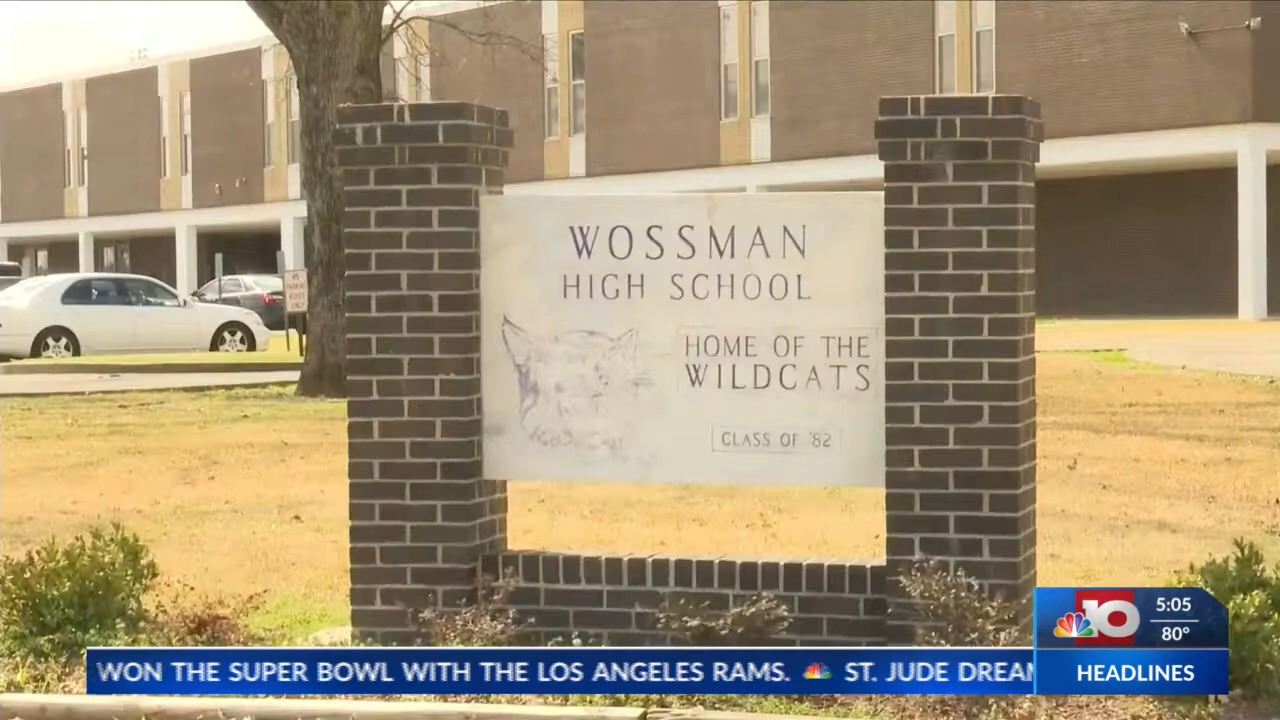 WOSSMAN
HIGH SCHOOL
HOME OF THE
WILDCATS
CLASS OF '82
10
5:05
80°
HEADLINES
WON THE SUPER BOWL WITH THE LOS ANGELES RAMS. ST. JUDE DREAM